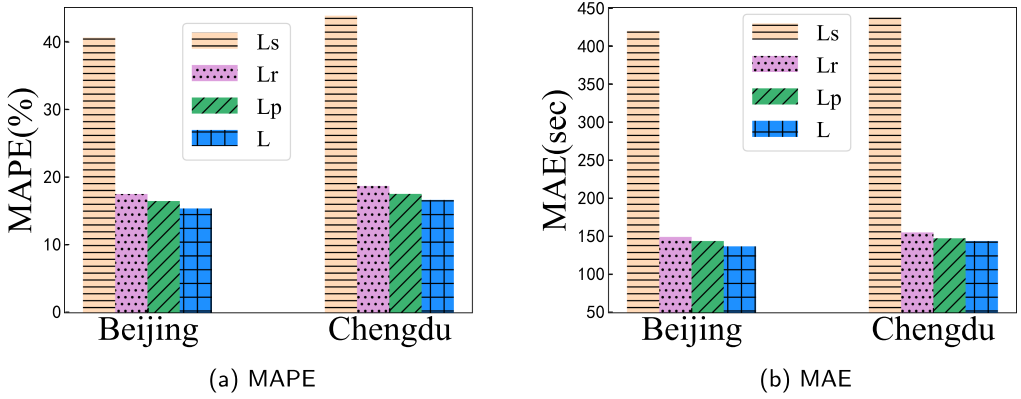 MAPE(%)
40
30
20
10
0
Ls
Lr
Lp
L
Beijing Chengdu
(a) MAPE
MAE(sec)
450
400
350
300
250
200
150
100
50
Ls
Lr
Lp
L
Beijing Chengdu
(b) MAE